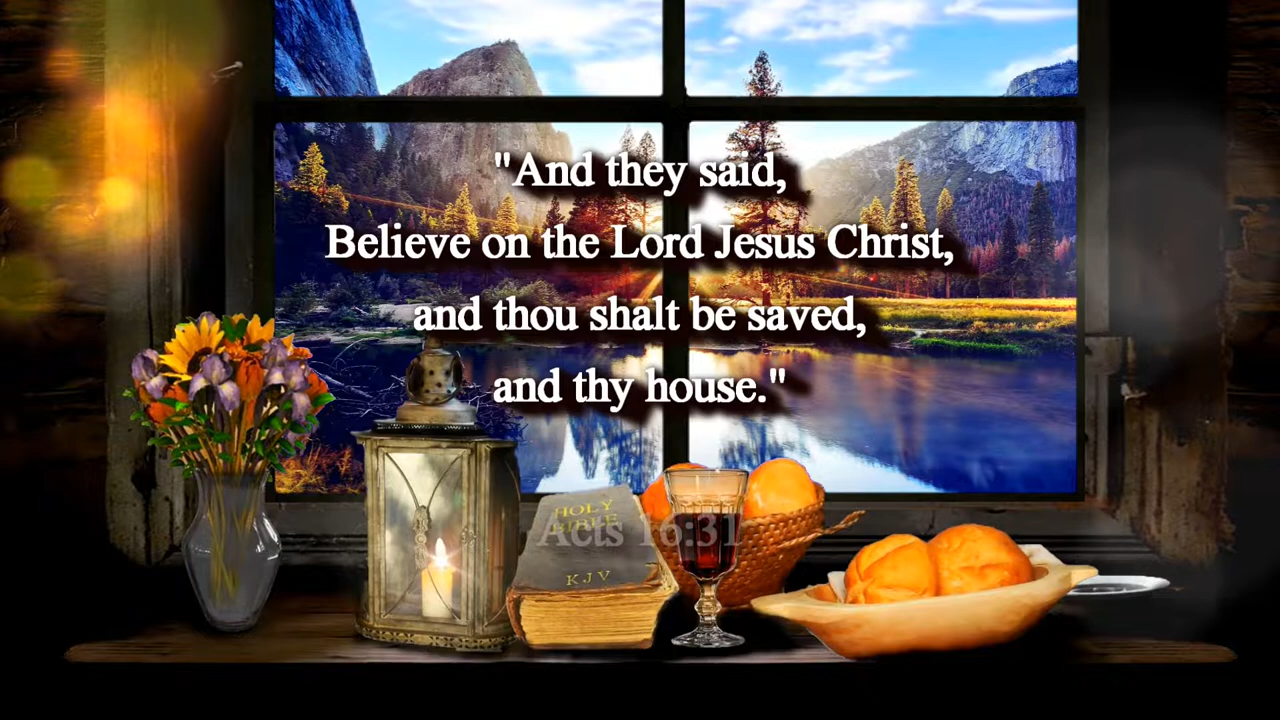 "And they said,
Believe on the Lord Jesus Christ,
and thou shalt be saved,
and thy house."
HOLY
BIBLE
Acts 16:31
KJV